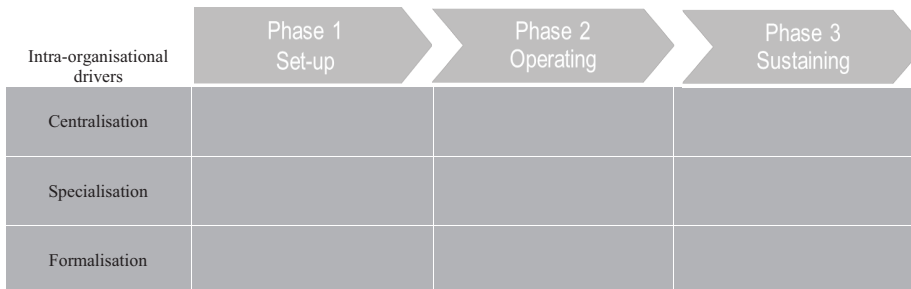 Phase 1
Set-up
Phase 2
Operating
Phase 3
Sustaining
Intra-organisational
drivers
Centralisation
Specialisation
Formalisation